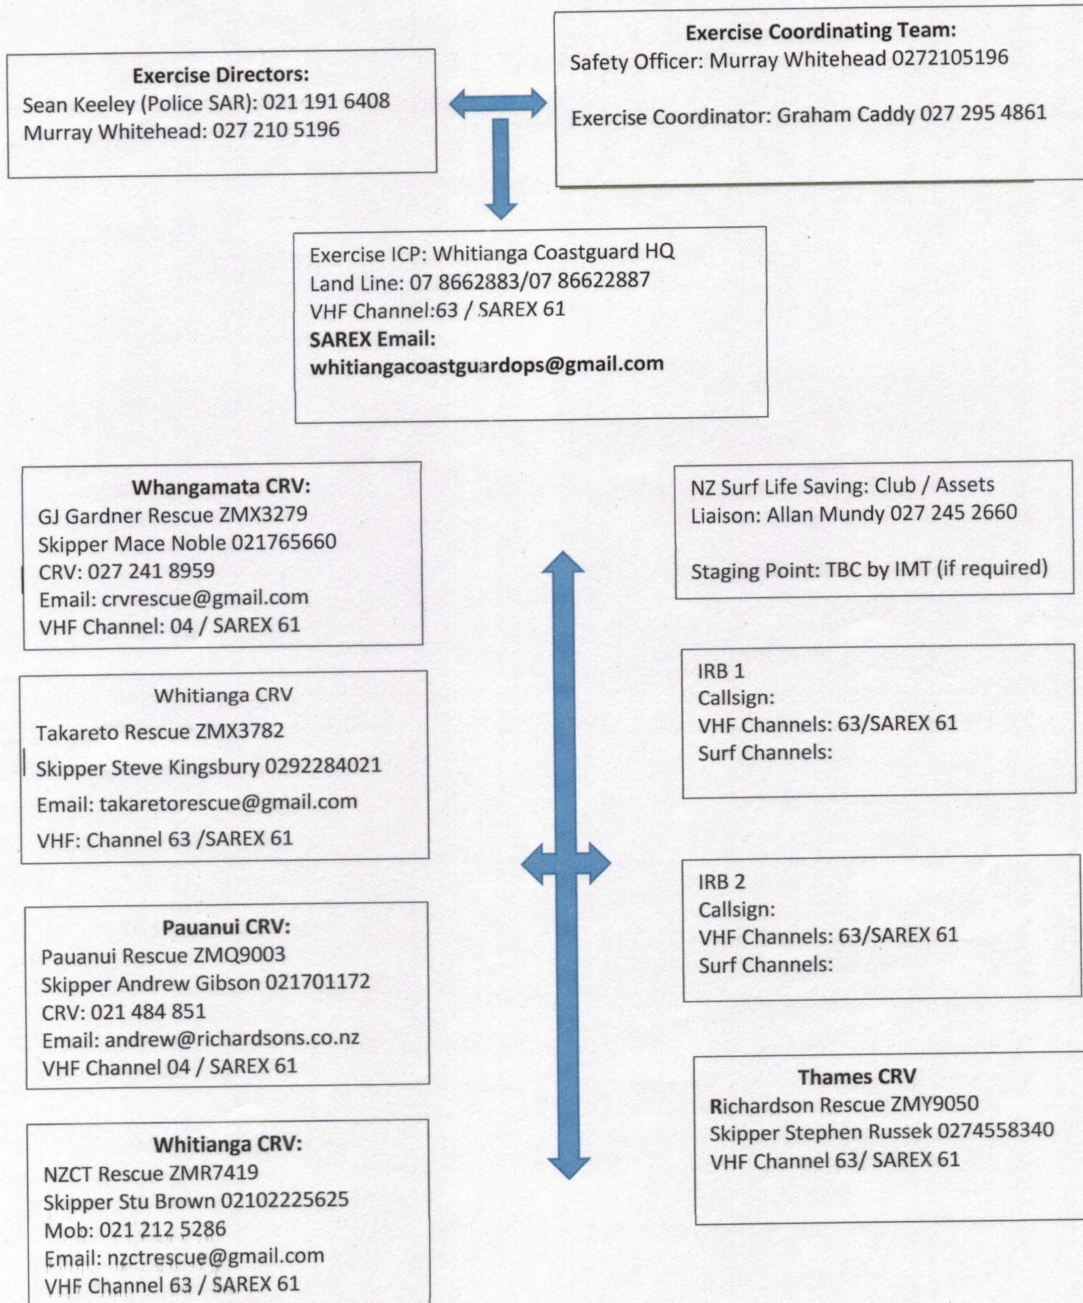 Exercise Directors:
Sean Keeley (Police SAR): 021 191 6408
Murray Whitehead: 027 210 5196
Exercise Coordinating Team:
Safety Officer: Murray Whitehead 0272105196
Exercise Coordinator: Graham Caddy 027 295 4861
Exercise ICP: Whitianga Coastguard HQ
Land Line: 07 8662883/07 86622887
VHF Channel:63 / SAREX 61
SAREX Email:
whitiangacoastguardops@gmail.com
Whangamata CRV:
GJ Gardner Rescue ZMX3279
Skipper Mace Noble 021765660
CRV: 027 241 8959
Email: crvrescue@gmail.com
VHF Channel: 04 / SAREX 61
Whitianga CRV
Takareto Rescue ZMX3782
Skipper Steve Kingsbury 0292284021
Email: takaretorescue@gmail.com
VHF: Channel 63 /SAREX 61
Pauanui CRV:
Pauanui Rescue ZMQ9003
Skipper Andrew Gibson 021701172
CRV: 021 484 851
Email: andrew@richardsons.co.nz
VHF Channel 04 / SAREX 61
Whitianga CRV:
NZCT Rescue ZMR7419
Skipper Stu Brown 02102225625
Mob: 021 212 5286
Email: nzctrescue@gmail.com
VHF Channel 63 / SAREX 61
NZ Surf Life Saving: Club / Assets
Liaison: Allan Mundy 027 245 2660
Staging Point: TBC by IMT (if required)
IRB 1
Callsign:
VHF Channels: 63/SAREX 61
Surf Channels:
IRB 2
Callsign:
VHF Channels: 63/SAREX 61
Surf Channels:
Thames CRV
Richardson Rescue ZMY9050
Skipper Stephen Russek 0274558340
VHF Channel 63/ SAREX 61